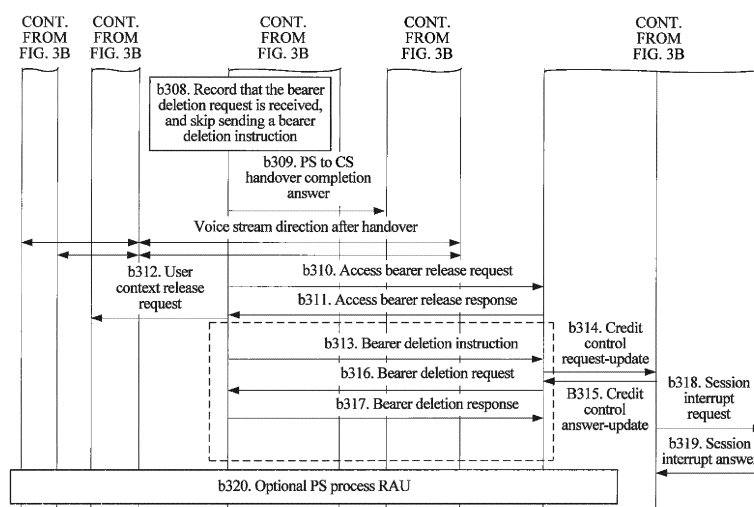 CONT.
FROM
FIG. 3B
CONT.
FROM
FIG. 3B
CONT.
FROM
FIG. 3B
CONT.
FROM
FIG. 3B
CONT.
FROM
FIG. 3B
b308. Record that the bearer
deletion request is received,
and skip sending a bearer
deletion instruction
b309. PS to CS
handover completion
answer
Voice stream direction after handover
b310. Access bearer release request
b312. User
context release
request
b311. Access bearer release response
b313. Bearer deletion instruction
b314. Credit
control
request-update
b316. Bearer deletion request
B315. Credit
control
answer-update
b317. Bearer deletion response
b318. Session
interrupt
request
b319. Session
interrupt answer
b320. Optional PS process RAU